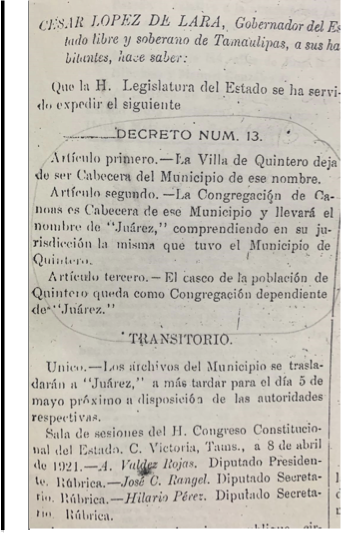 CESAR LOPEZ DE LARA, Gobernador del Es
tado libre y soberano de Tamaulipas, a sus ha
bitantes, hace saber:
Que la H. Legislatura del Estado se ha servi-
do expedir el siguiente
DECRETO NUM. 13.
Artículo primero.—La Villa de Quintero deja
de ser Cabecera del Municipio de ese nombre.
Artículo segundo. —La Congregación de Ca-
noas es Cabecera de ese Municipio y llevará el
nombre de "Juárez," comprendiendo en su ju-
risdicción la misma que tuvo el Municipio de
Quintero.
Artículo tercero.— El casco de la población de
Quintero queda como Congregación dependiente
de "Juárez."
TRANSITORIO.
Unico.—Los archivos del Municipio se trasla-
darán a "Juárez," a más tardar para el día 5 de
mayo próximo a disposición de las autoridades
respectivas.
Sala de sesiones del H. Congreso Constitucio-
nal del Estado. C. Victoria, Tams., a 8 de abril
de 1921.—A. Valdez Rojas. Diputado Presiden-
te. Rúbrica.—José C. Rangel. Diputado Secreta-
rio. Rúbrica.—Hilario Pérez. Diputado Secreta-
rio. Rúbrica.